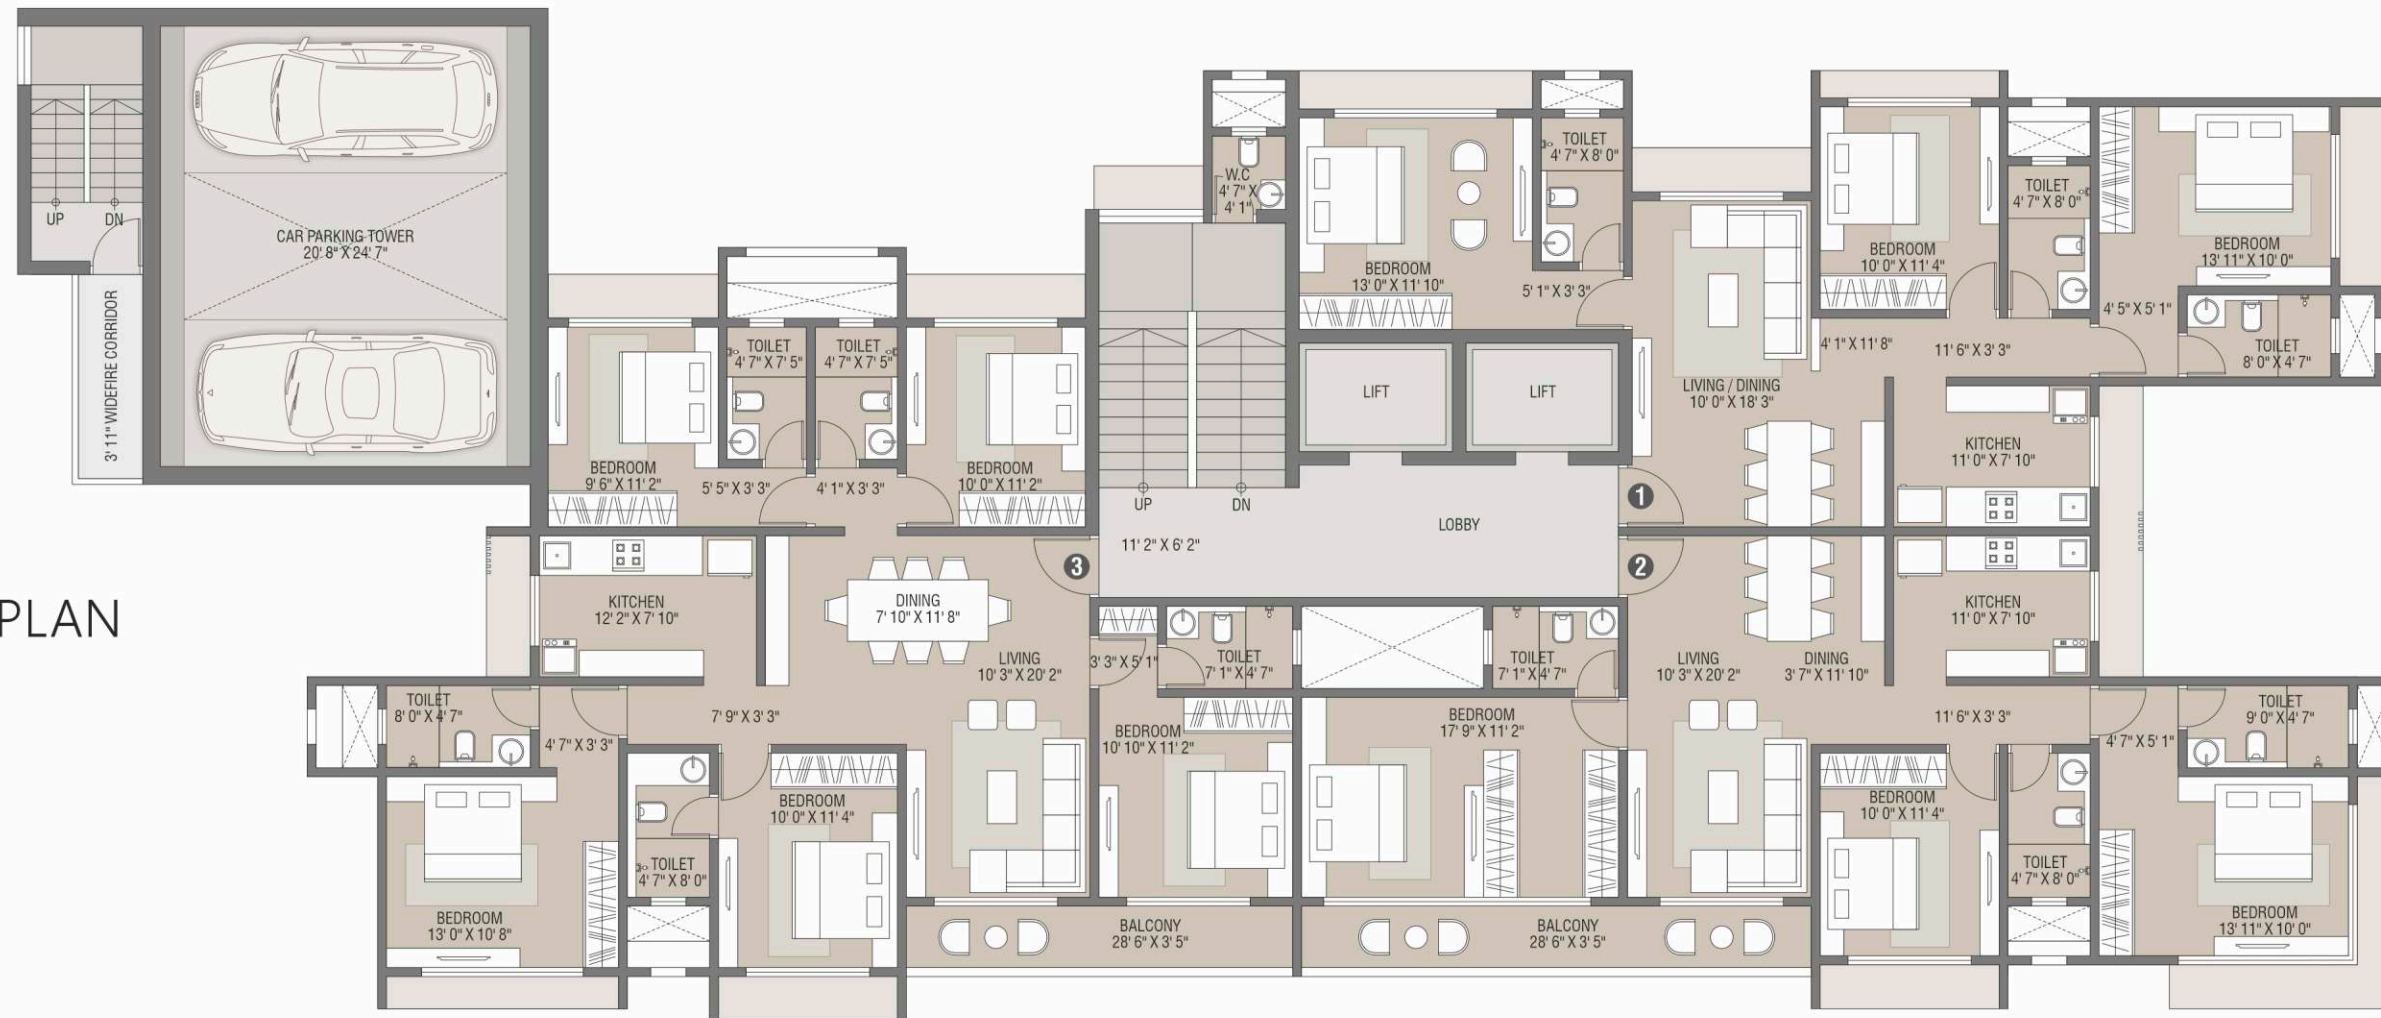 PLAN
UP
DN
CAR PARKING TOWER
20' 8" X 24' 7"
3' 11" WIDEFIRE CORRIDOR
TOILET
4' 7" X 7' 5"
TOILET
4' 7" X 7' 5"
BEDROOM
9' 6" X 11' 2"
5' 5" X 3' 3"
4' 1" X 3' 3"
BEDROOM
10' 0" X 11' 2"
KITCHEN
12' 2" X 7' 10"
DINING
7' 10" X 11' 8"
3
LIVING
10' 3" X 20' 2"
TOILET
8' 0" X 4' 7"
4' 7" X 3' 3"
7' 9" X 3' 3"
BEDROOM
13' 0" X 10' 8"
TOILET
4' 7" X 8' 0"
BEDROOM
10' 0" X 11' 4"
3' 3" X 5' 1"
TOILET
7' 1" X 4' 7"
BEDROOM
10' 10" X 11' 2"
BALCONY
28' 6" X 3' 5"
W.C
4' 7" X
4' 1"
UP
DN
11' 2" X 6' 2"
LOBBY
LIFT
LIFT
BEDROOM
13' 0" X 11' 10"
TOILET
4' 7" X 8' 0"
5' 1" X 3' 3"
1
LIVING / DINING
10' 0" X 18' 3"
BEDROOM
10' 0" X 11' 4"
TOILET
4' 7" X 8' 0"
BEDROOM
13' 11" X 10' 0"
4' 5" X 5' 1"
TOILET
8' 0" X 4' 7"
4' 1" X 11' 8"
11' 6" X 3' 3"
KITCHEN
11' 0" X 7' 10"
2
KITCHEN
11' 0" X 7' 10"
TOILET
7' 1" X 4' 7"
BEDROOM
17' 9" X 11' 2"
LIVING
10' 3" X 20' 2"
DINING
3' 7" X 11' 10"
11' 6" X 3' 3"
4' 7" X 5' 1"
TOILET
9' 0" X 4' 7"
BEDROOM
10' 0" X 11' 4"
TOILET
4' 7" X 8' 0"
BEDROOM
13' 11" X 10' 0"
BALCONY
28' 6" X 3' 5"